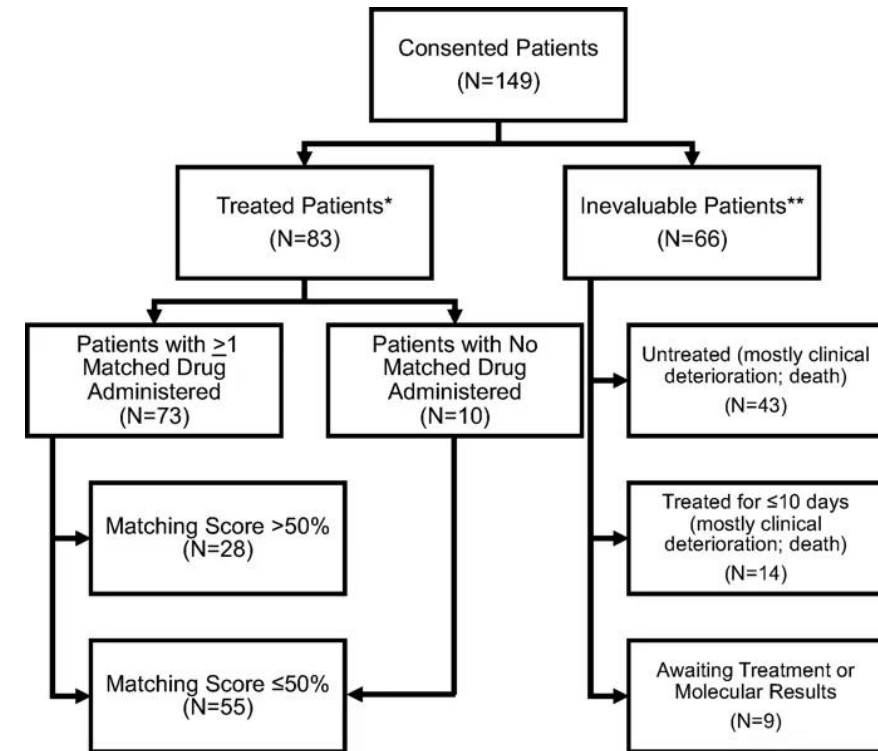 Consented Patients
(N=149)
Treated Patients*
(N=83)
Inevaluable Patients**
(N=66)
Patients with ≥1
Matched Drug
Administered
(N=73)
Patients with No
Matched Drug
Administered
(N=10)
Untreated (mostly clinical
deterioration; death)
(N=43)
Matching Score >50%
(N=28)
Treated for ≤10 days
(mostly clinical
deterioration; death)
(N=14)
Matching Score ≤50%
(N=55)
Awaiting Treatment or
Molecular Results
(N=9)